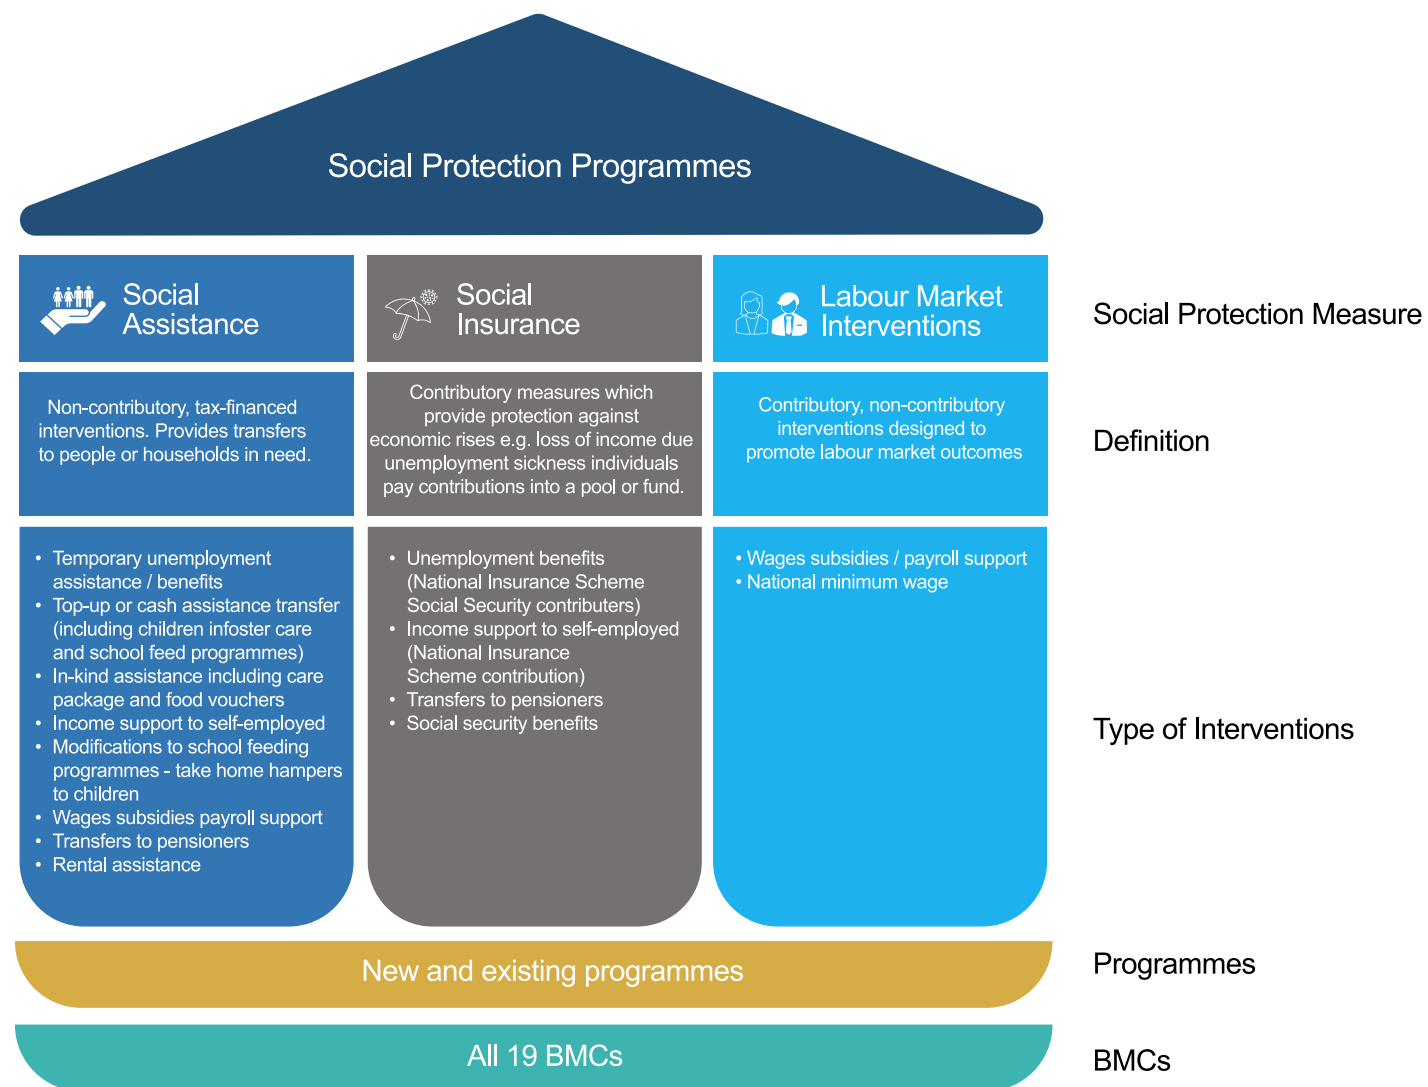 Social Protection Programmes
Social
Assistance
Social
Insurance
Labour Market
Interventions
Social Protection Measure
Non-contributory, tax-financed
interventions. Provides transfers
to people or households in need.
Contributory measures which
provide protection against
economic rises e.g. loss of income due
unemployment sickness individuals
pay contributions into a pool or fund.
Contributory, non-contributory
interventions designed to
promote labour market outcomes
Definition
• Temporary unemployment
assistance / benefits
• Top-up or cash assistance transfer
(including children infoster care
and school feed programmes)
• In-kind assistance including care
package and food vouchers
• Income support to self-employed
• Modifications to school feeding
programmes - take home hampers
to children
• Wages subsidies payroll support
• Transfers to pensioners
• Rental assistance
• Unemployment benefits
(National Insurance Scheme
Social Security contributers)
• Income support to self-employed
(National Insurance
Scheme contribution)
• Transfers to pensioners
• Social security benefits
• Wages subsidies / payroll support
• National minimum wage
Type of Interventions
New and existing programmes
Programmes
All 19 BMCs
BMCs